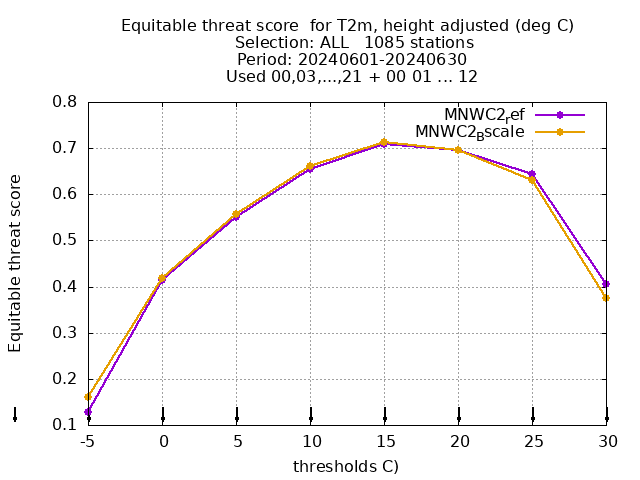 Equitable threat score  for T2m, height adjusted (deg C)
Selection: ALL   1085 stations
Period: 20240601-20240630
Used 00,03,...,21 + 00 01 ... 12
MNWC2ref
MNWC2Bscale
0.8
0.7
0.6
0.5
0.4
0.3
0.2
0.1
Equitable threat score
-5 0 5 10 15 20 25 30
thresholds C)